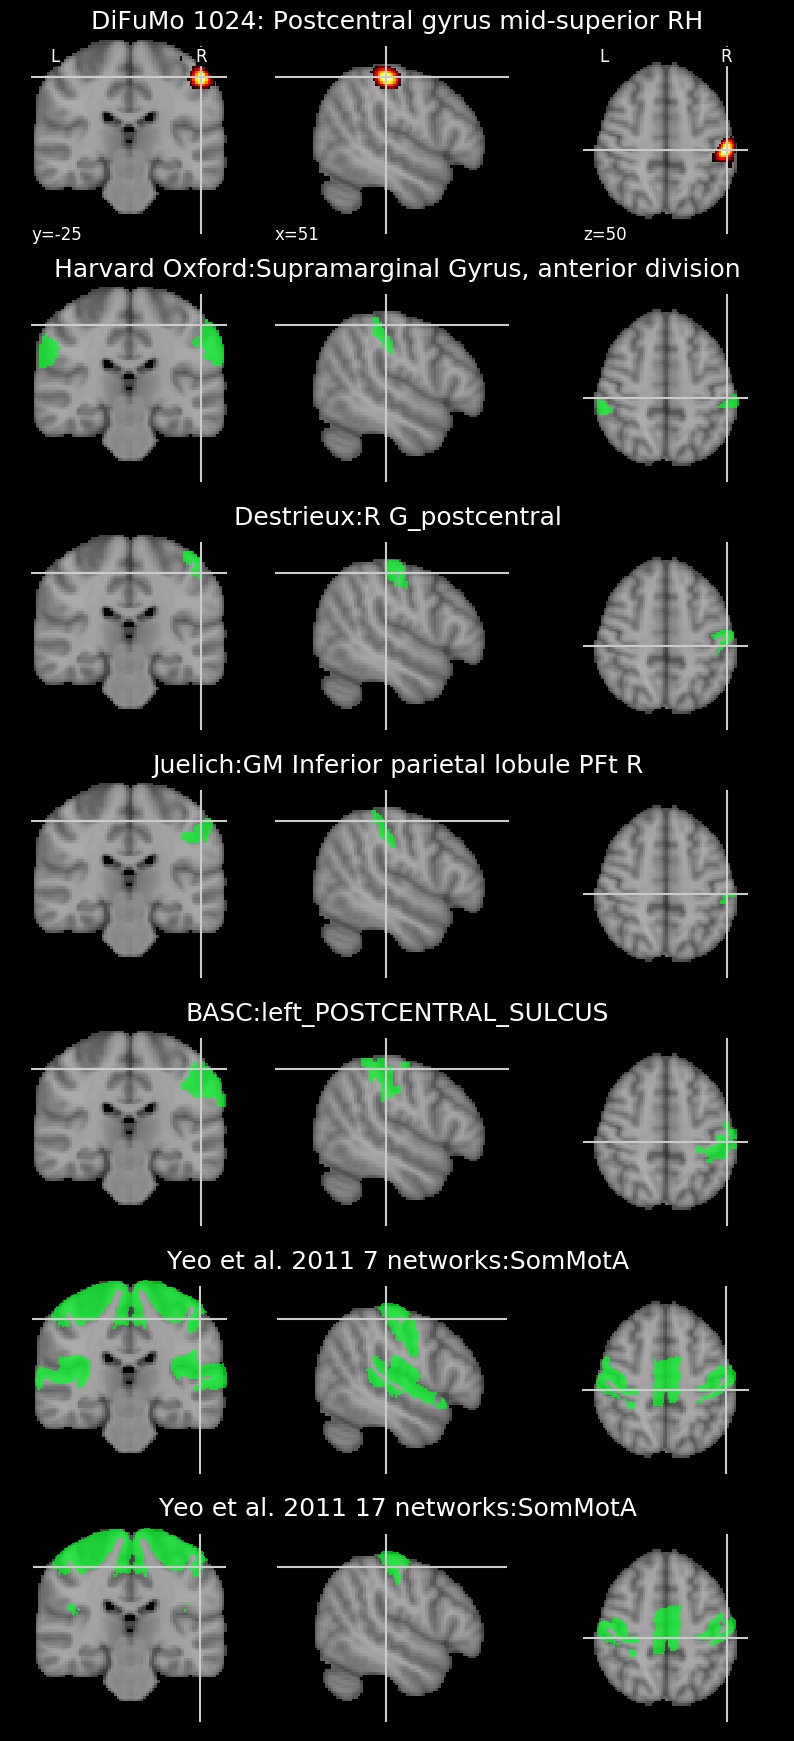 DiFuMo 1024: Postcentral gyrus mid-superior RH
L R L R
y=-25 x=51 z=50
Harvard Oxford:Supramarginal Gyrus, anterior division
Destrieux:R G_postcentral
Juelich:GM Inferior parietal lobule PFt R
BASC:left_POSTCENTRAL_SULCUS
Yeo et al. 2011 7 networks:SomMotA
Yeo et al. 2011 17 networks:SomMotA